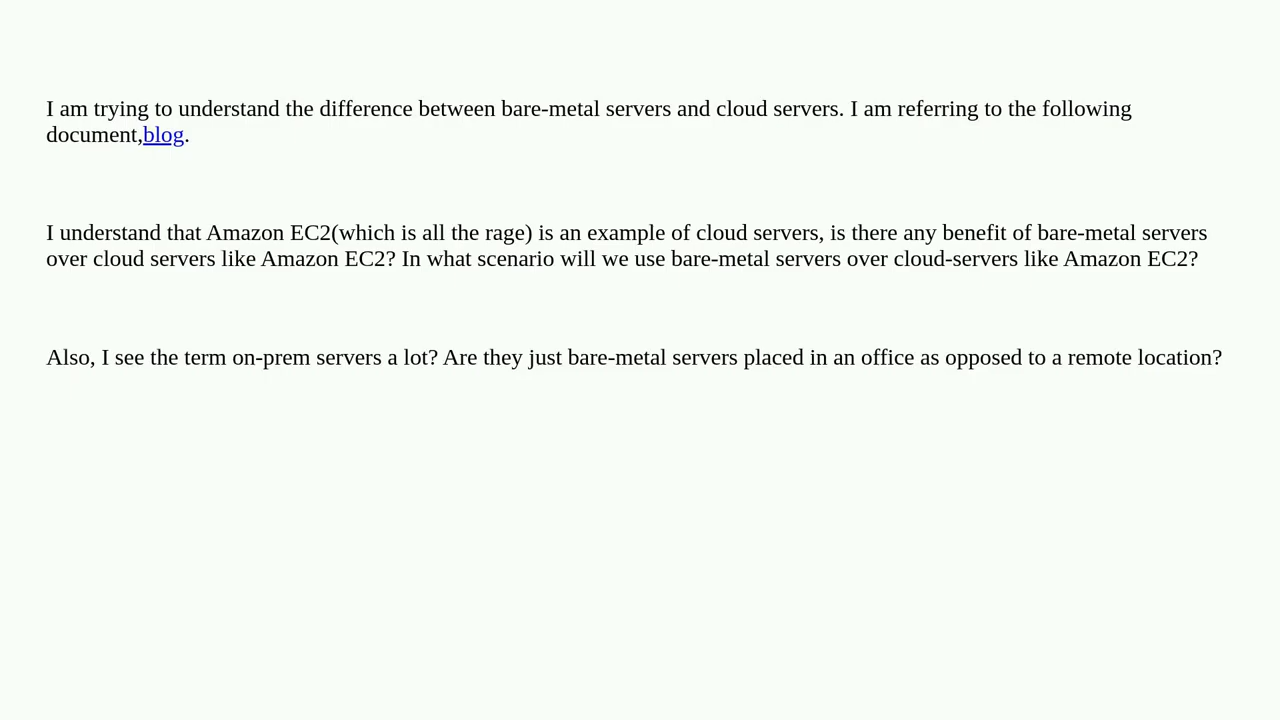 I am trying to understand the difference between bare-metal servers and cloud servers. I am referring to the following
document,blog.
I understand that Amazon EC2(which is all the rage) is an example of cloud servers, is there any benefit of bare-metal servers
over cloud servers like Amazon EC2? In what scenario will we use bare-metal servers over cloud-servers like Amazon EC2?
Also, I see the term on-prem servers a lot? Are they just bare-metal servers placed in an office as opposed to a remote location?